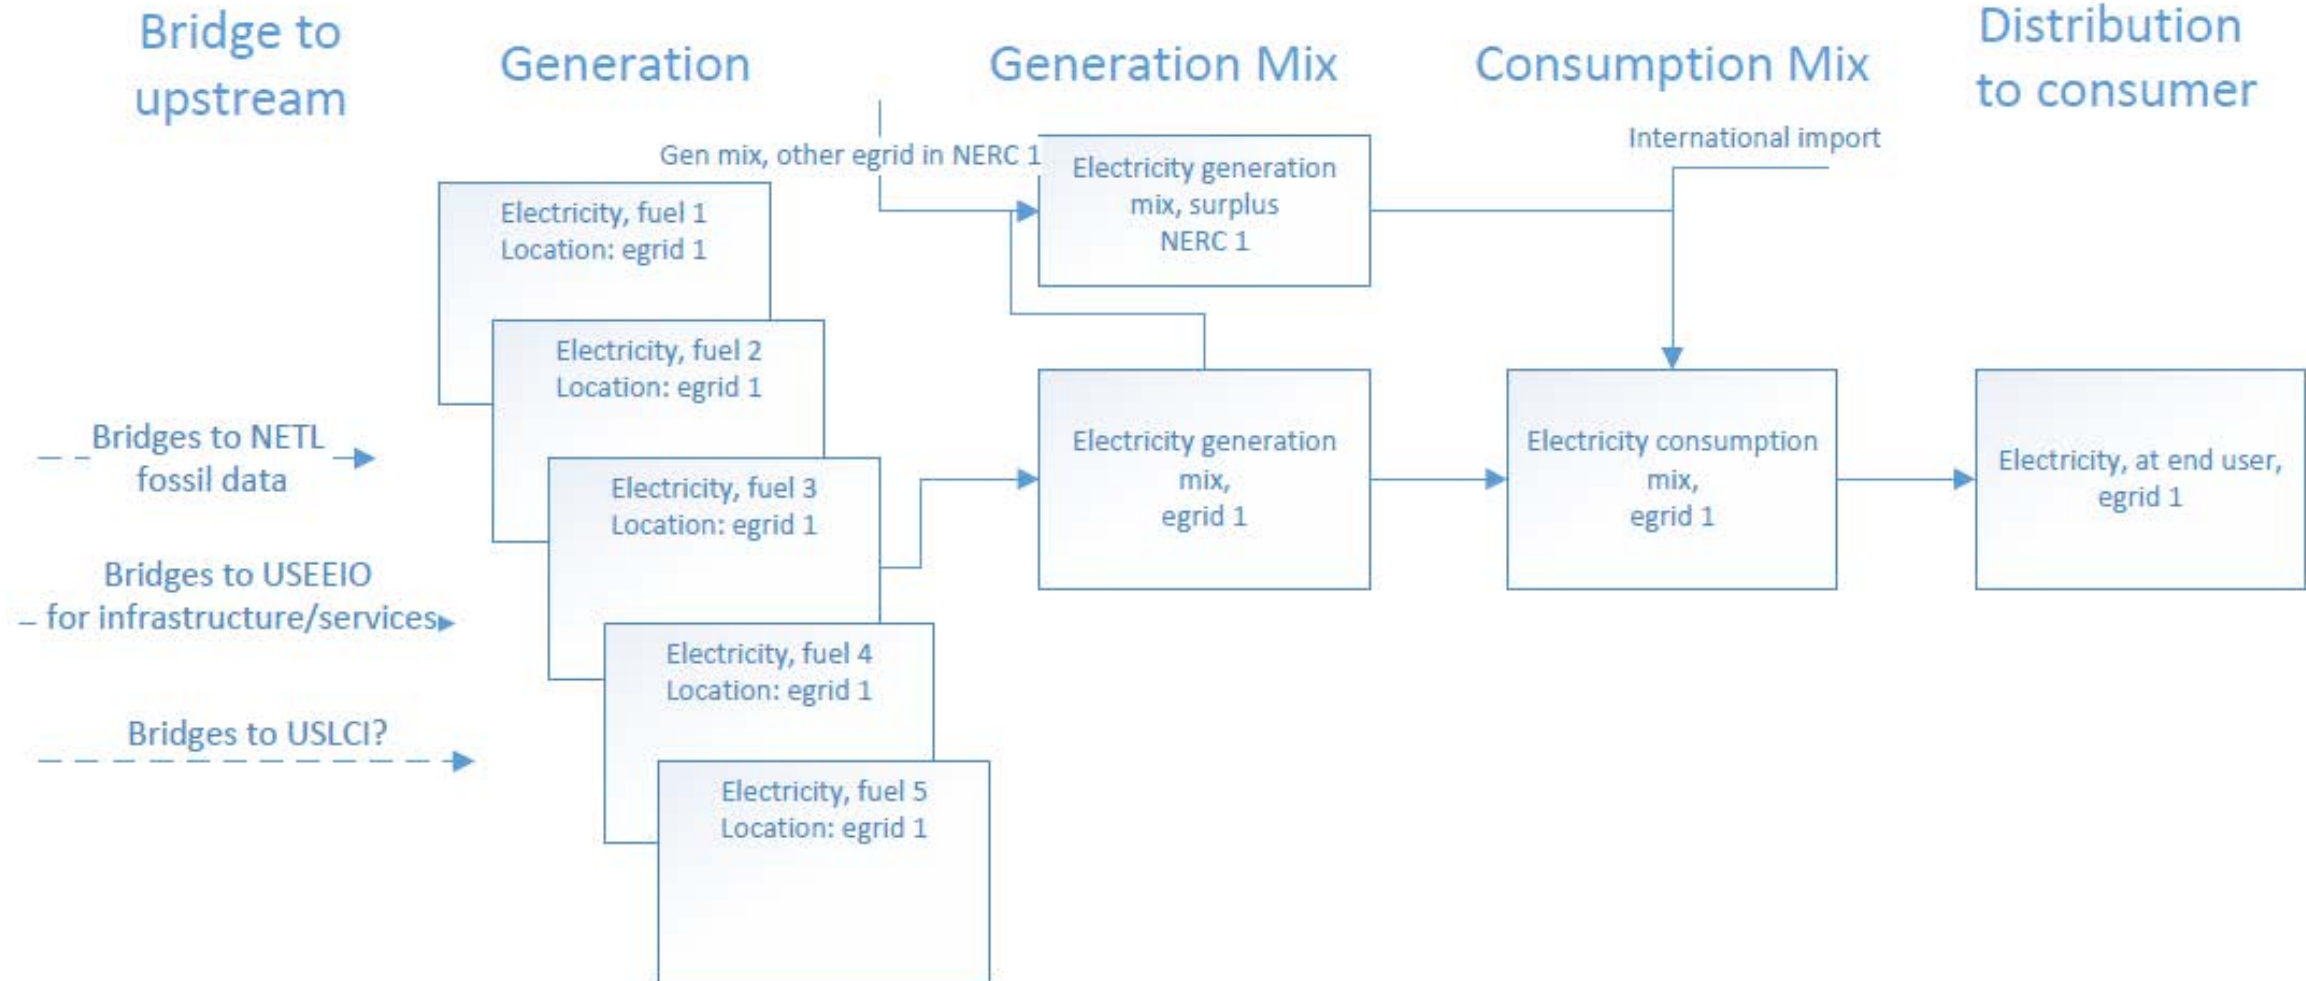 Bridge to
upstream
Generation
Generation Mix
Consumption Mix
Distribution
to consumer
Gen mix, other egrid in NERC 1
International import
Electricity generation
mix, surplus
NERC 1
Electricity, fuel 1
Location: egrid 1
Electricity, fuel 2
Location: egrid 1
Bridges to NETL
fossil data
Electricity, fuel 3
Location: egrid 1
Electricity generation
mix,
egrid 1
Electricity consumption
mix,
egrid 1
Electricity, at end user,
egrid 1
Bridges to USEEIO
for infrastructure/services
Electricity, fuel 4
Location: egrid 1
Bridges to USLCI?
Electricity, fuel 5
Location: egrid 1